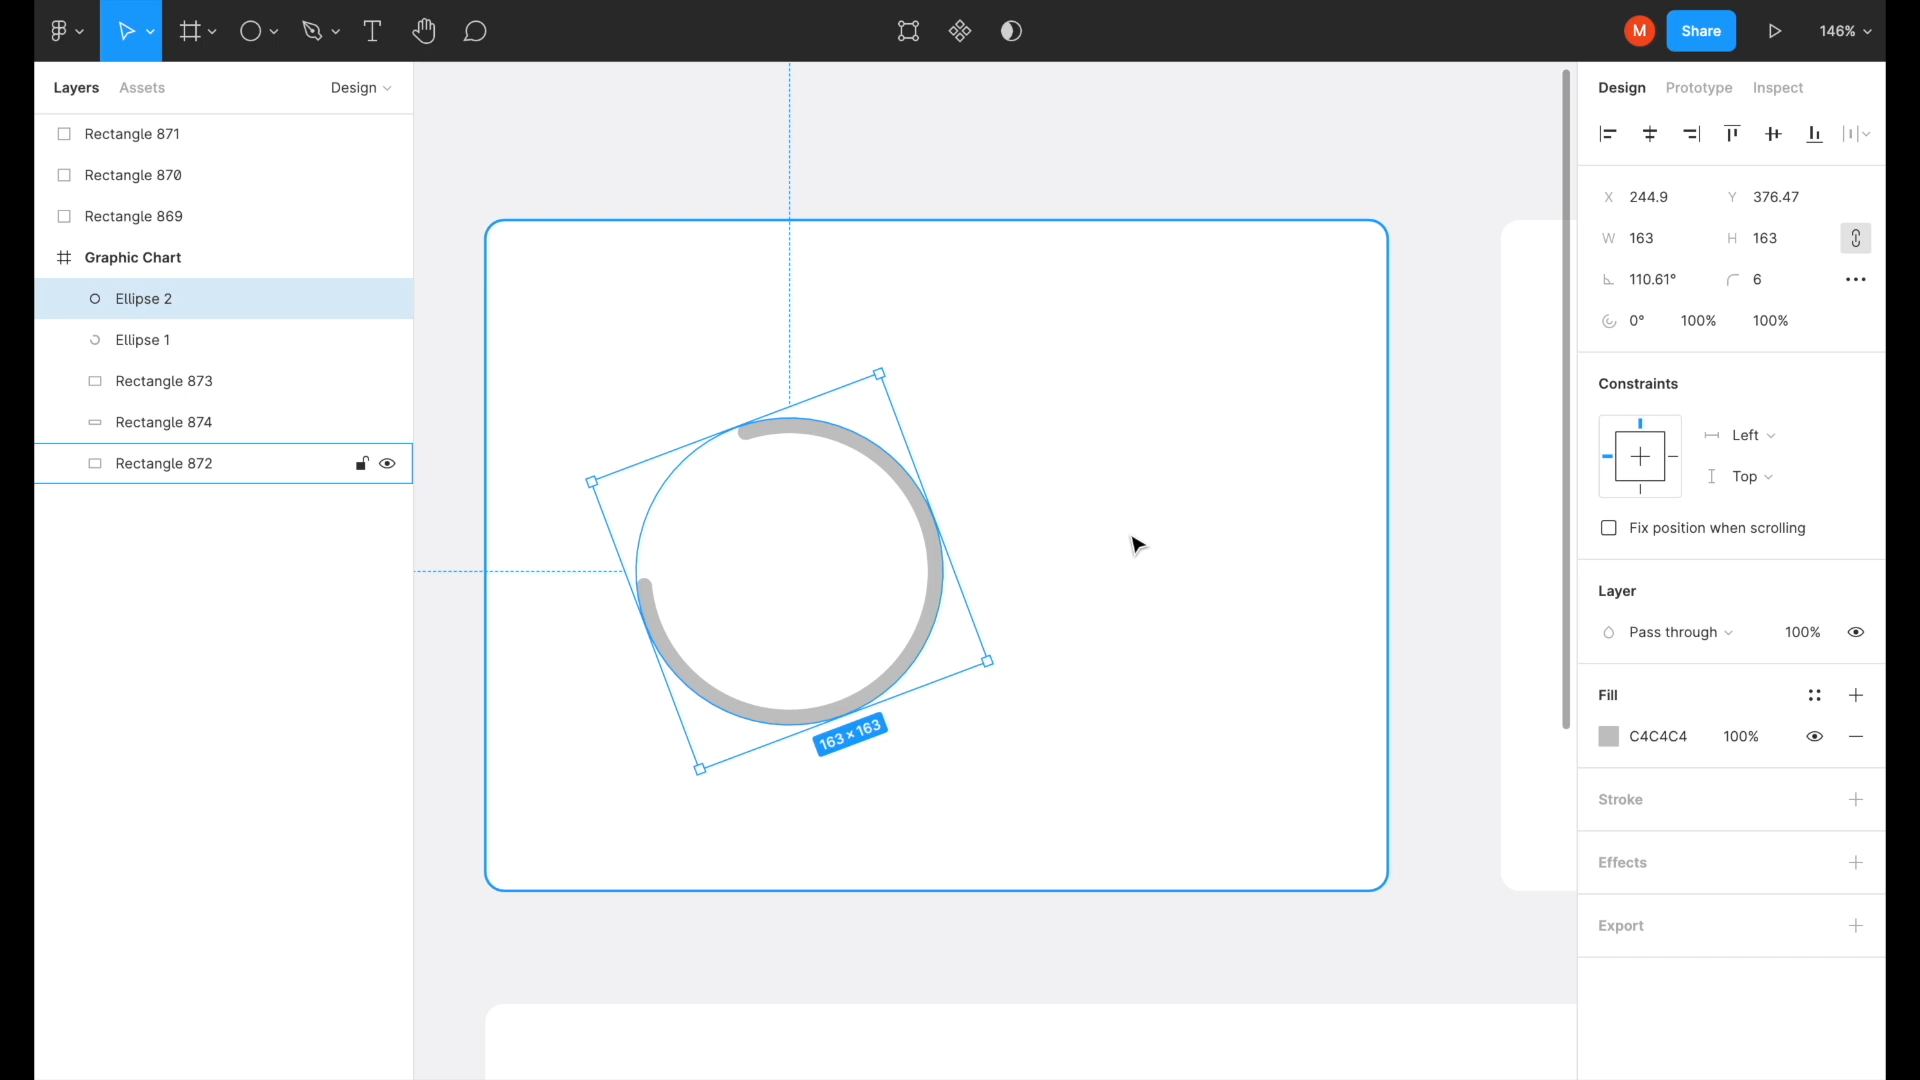 M
Share
146%
Layers
Assets
Design
Rectangle 871
Rectangle 870
Rectangle 869
Graphic Chart
Ellipse 2
Ellipse 1
Rectangle 873
Rectangle 874
Rectangle 872
163 × 163
Design
Prototype
Inspect
X 244.9
Y 376.47
W 163
H 163
110.61°
6
0°
100%
100%
Constraints
Left
Top
Fix position when scrolling
Layer
Pass through
100%
Fill
C4C4C4
100%
Stroke
Effects
Export